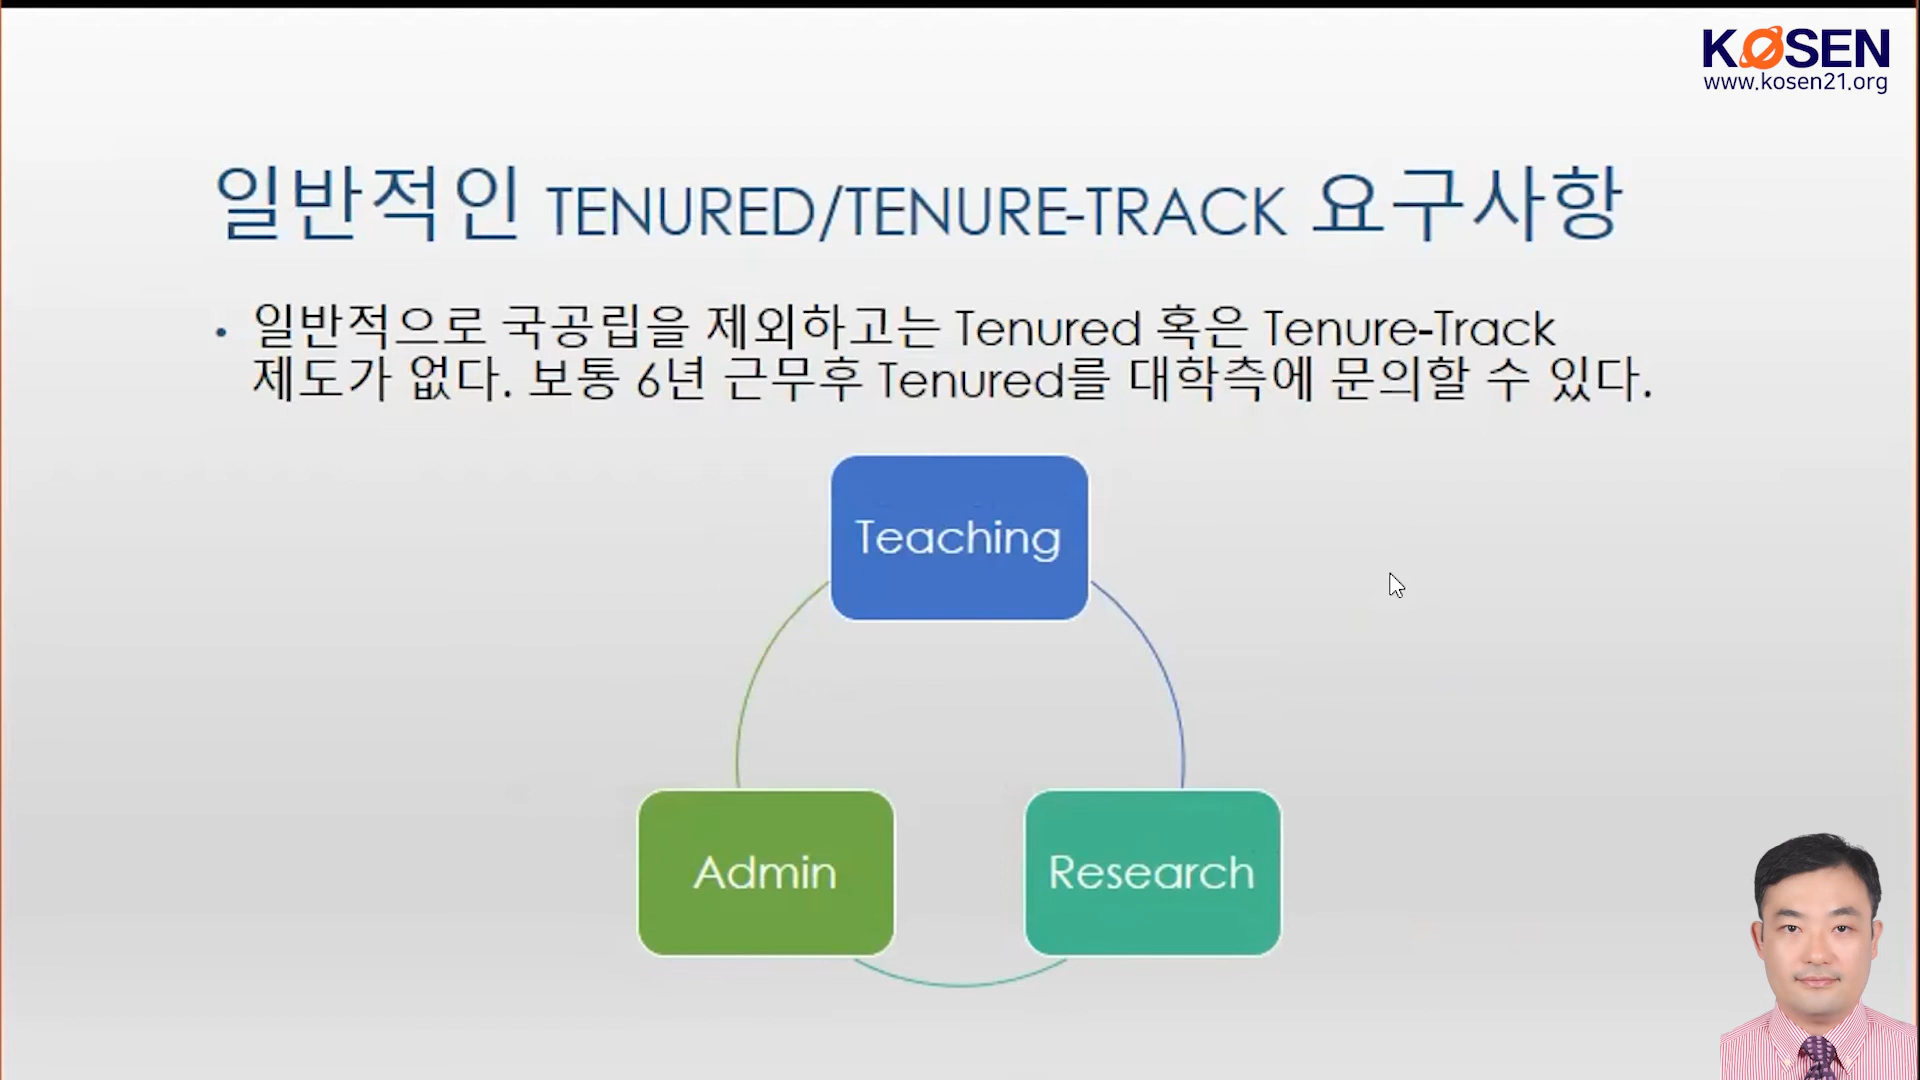 KOSEN
www.kosen21.org
일반적인 TENURED/TENURE-TRACK 요구사항
• 일반적으로 국공립을 제외하고는 Tenured 혹은 Tenure-Track
제도가 없다. 보통 6년 근무후 Tenured를 대학측에 문의할 수 있다.
Teaching
Admin
Research